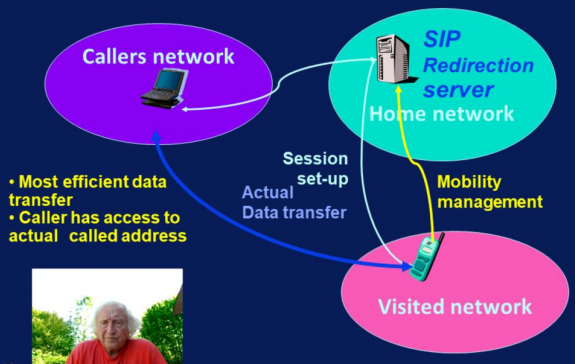 Callers network
SIP
Redirection
server
Home network
Session
set-up
Actual
Data transfer
Mobility
management
• Most efficient data
transfer
• Caller has access to
actual called address
Visited network